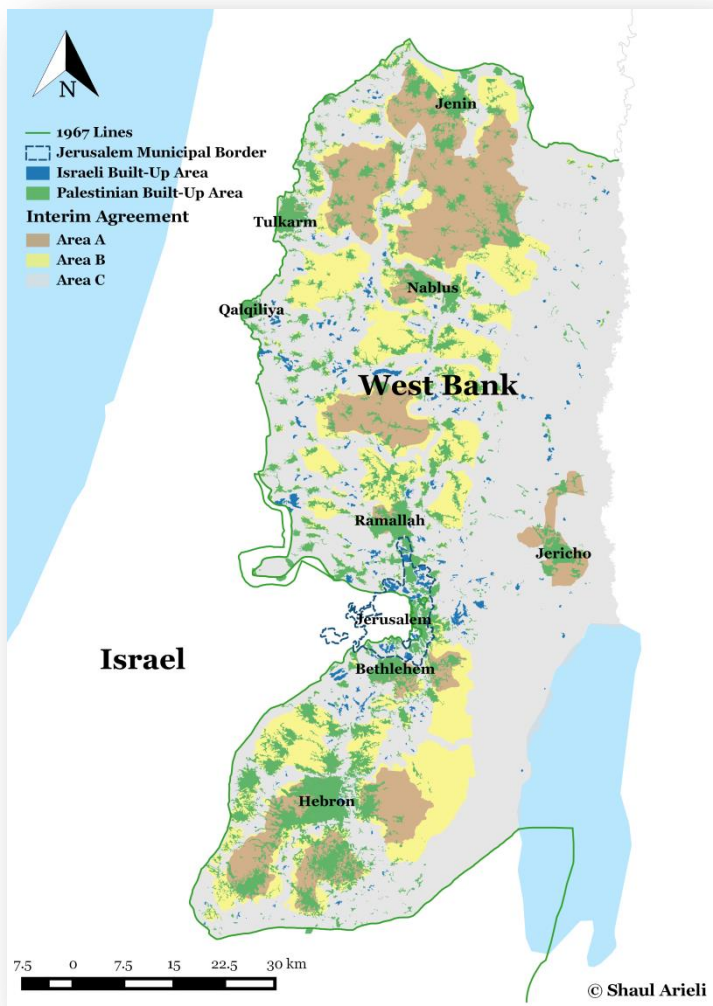 N
1967 Lines
Jerusalem Municipal Border
Israeli Built-Up Area
Palestinian Built-Up Area
Interim Agreement
Area A
Area B
Area C
Jenin
Tulkarm
Nablus
Qalqiliya
West Bank
Ramallah
Jericho
Jerusalem
Israel
Bethlehem
Hebron
7.5 0 7.5 15 22.5 30 km
© Shaul Arieli